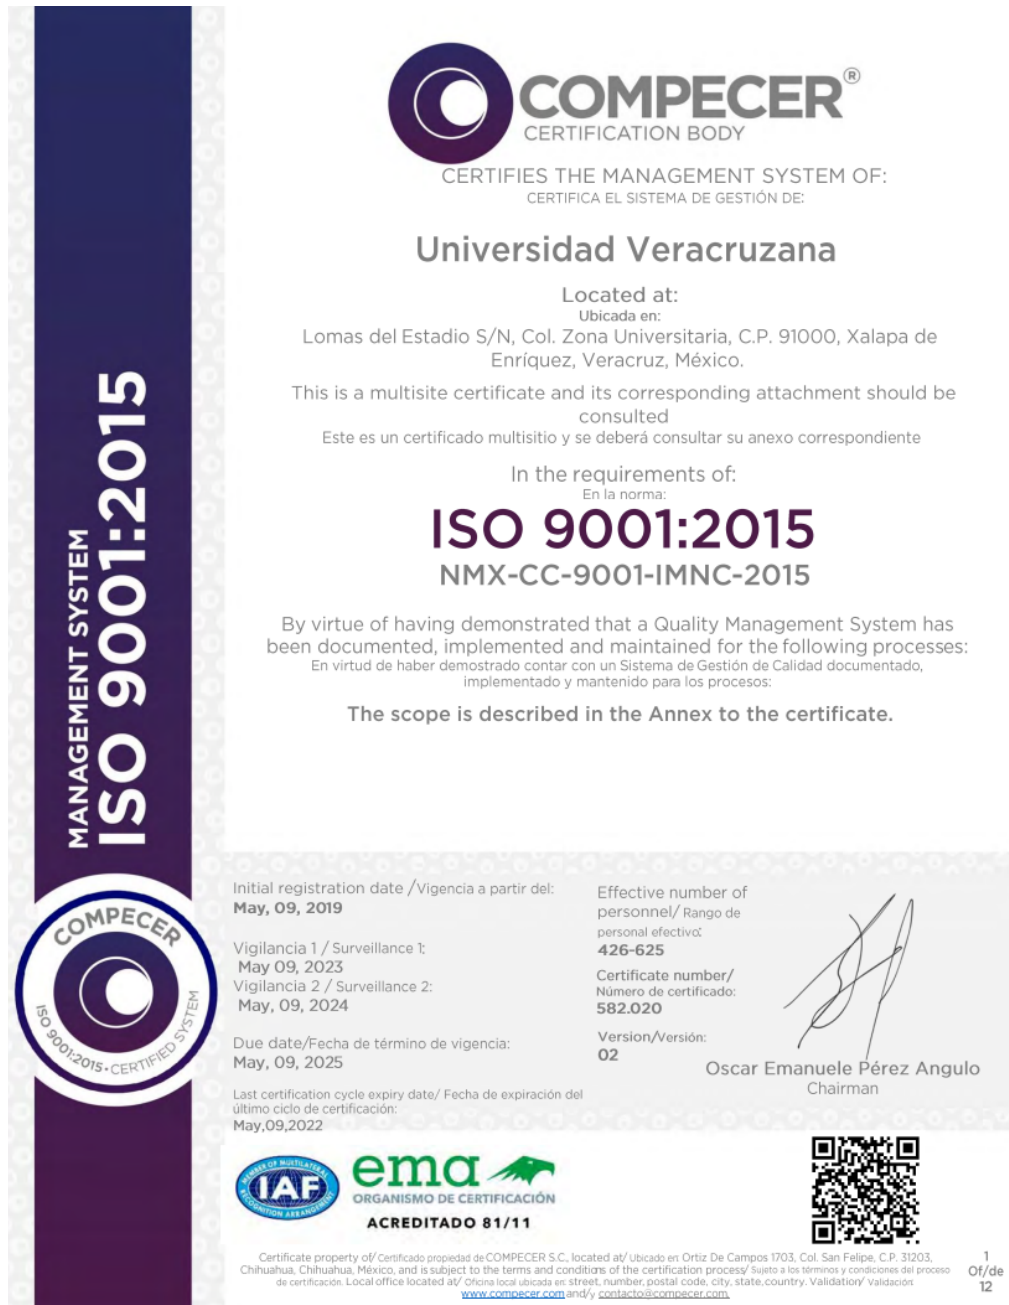 COMPECER®
CERTIFICATION BODY
CERTIFIES THE MANAGEMENT SYSTEM OF:
CERTIFICA EL SISTEMA DE GESTIÓN DE:
Universidad Veracruzana
Located at:
Ubicada en:
Lomas del Estadio S/N, Col. Zona Universitaria, C.P. 91000, Xalapa de
Enríquez, Veracruz, México.
This is a multisite certificate and its corresponding attachment should be
consulted
Este es un certificado multisitio y se deberá consultar su anexo correspondiente
In the requirements of:
En la norma:
ISO 9001:2015
NMX-CC-9001-IMNC-2015
By virtue of having demonstrated that a Quality Management System has
been documented, implemented and maintained for the following processes:
En virtud de haber demostrado contar con un Sistema de Gestión de Calidad documentado,
implementado y mantenido para los procesos:
The scope is described in the Annex to the certificate.
MANAGEMENT SYSTEM
ISO 9001:2015
COMPECER
ISO 9001:2015 • CERTIFIED SYSTEM
Initial registration date /Vigencia a partir del:
May, 09, 2019
Vigilancia 1 / Surveillance 1:
May 09, 2023
Vigilancia 2 / Surveillance 2:
May, 09, 2024
Due date/Fecha de término de vigencia:
May, 09, 2025
Last certification cycle expiry date/ Fecha de expiración del
último ciclo de certificación:
May,09,2022
Effective number of
personnel/ Rango de
personal efectivo:
426-625
Certificate number/
Número de certificado:
582.020
Version/Versión:
02
Oscar Emanuele Pérez Angulo
Chairman
MEMBER OF MULTILATERAL
IAF
RECOGNITION ARRANGEMENT
ema
ORGANISMO DE CERTIFICACIÓN
ACREDITADO 81/11
Certificate property of/ Certificado propiedad de COMPECER S.C., located at/ Ubicado en: Ortiz De Campos 1703, Col. San Felipe, C.P. 31203,
Chihuahua, Chihuahua, México, and is subject to the terms and conditions of the certification process/ Sujeto a los términos y condiciones del proceso
de certificación. Local office located at/ Oficina local ubicada en: street, number, postal code, city, state, country. Validation/ Validación:
www.compecer.com and/y contacto@compecer.com.
1
Of/de
12